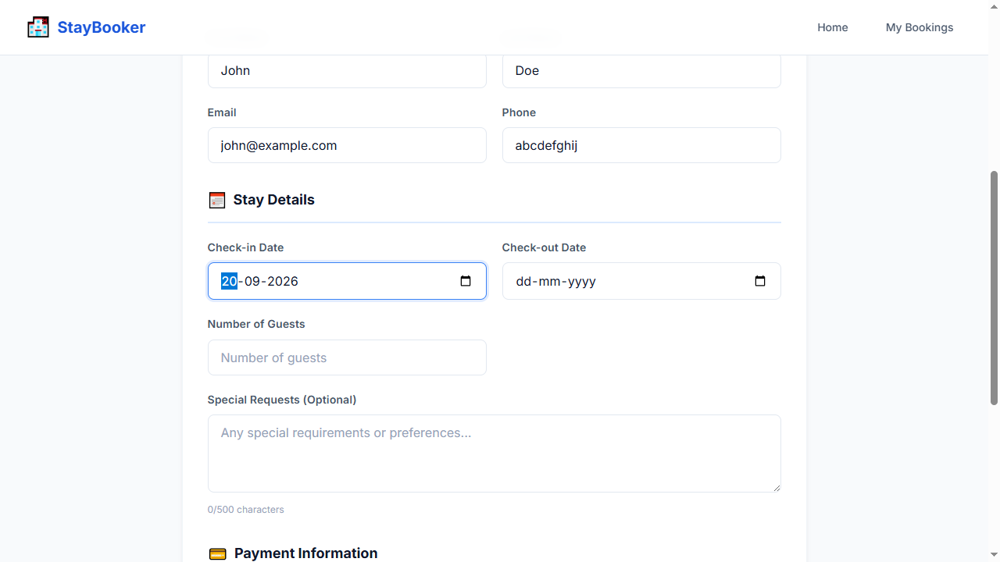 StayBooker
Home
My Bookings
John
Doe
Email
Phone
john@example.com
abcdefghij
Stay Details
Check-in Date
Check-out Date
20-09-2026
dd-mm-yyyy
Number of Guests
Number of guests
Special Requests (Optional)
Any special requirements or preferences...
0/500 characters
Payment Information